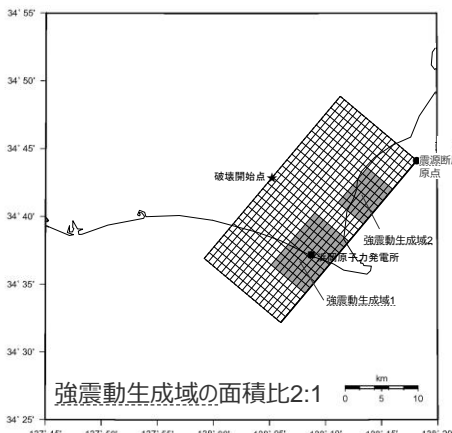 34˚ 55'
34˚ 50'
34˚ 45'
34˚ 40'
34˚ 35'
34˚ 30'
34˚ 25'
破壊開始点
震源断
原点
強震動生成域2
原子力発電所
強震動生成域1
強震動生成域の面積比2:1
km
0 5 10